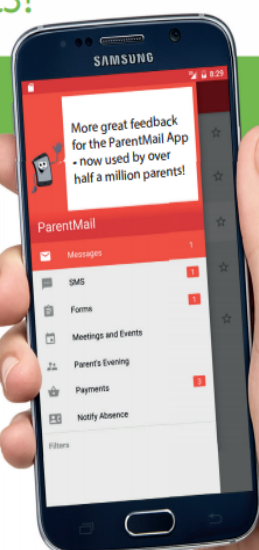 SAMSUNG
8:29
More great feedback
for the ParentMail App
- now used by over
half a million parents!
ParentMail
Messages 1
SMS 1
Forms 1
Meetings and Events
Parent's Evening
Payments 3
Notify Absence
Filters